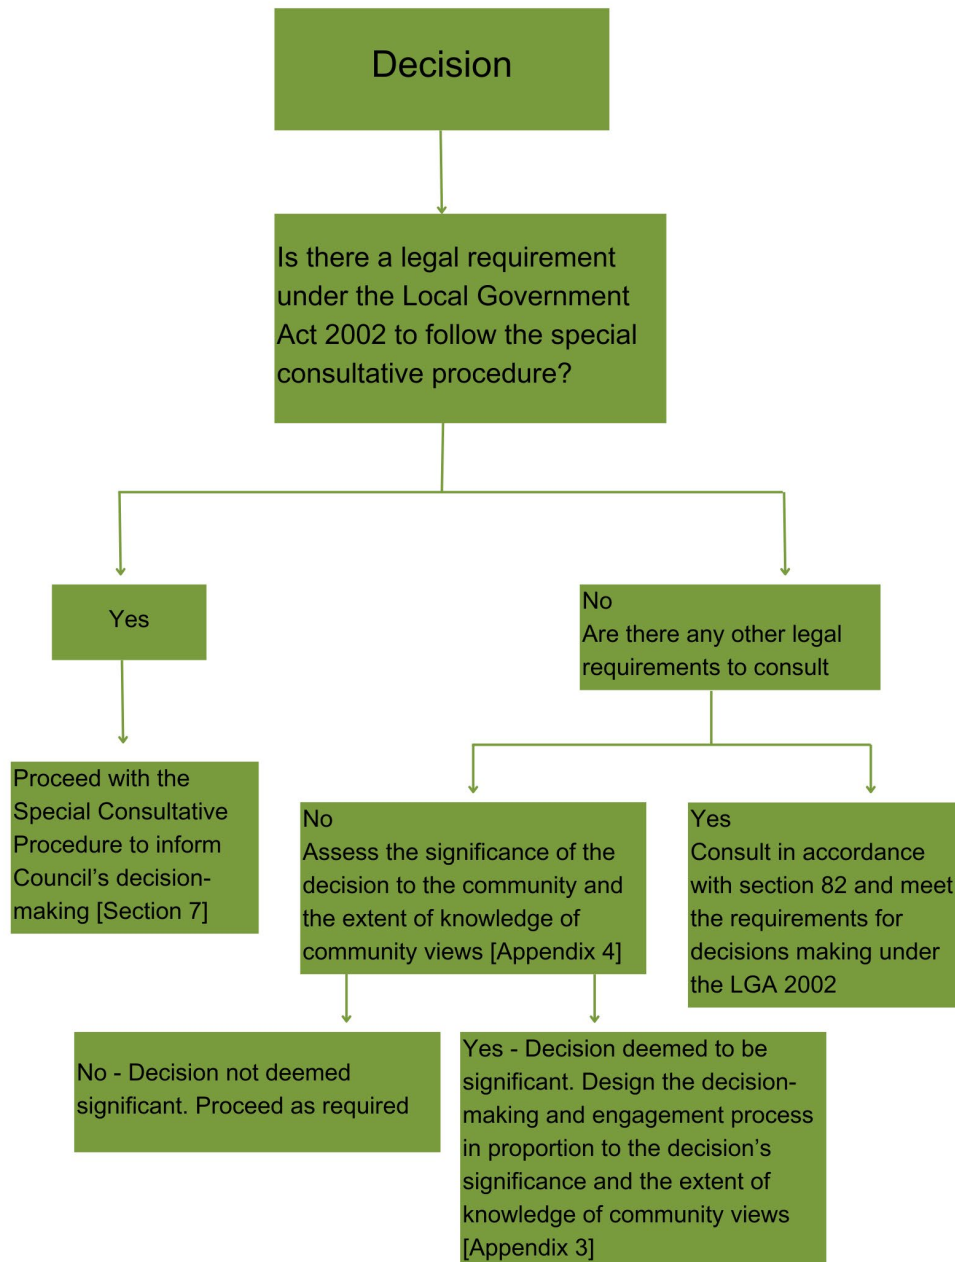 Decision
Is there a legal requirement
under the Local Government
Act 2002 to follow the special
consultative procedure?
Yes
No
Are there any other legal
requirements to consult
Proceed with the
Special Consultative
Procedure to inform
Council's decision-
making [Section 7]
No
Assess the significance of the
decision to the community and
the extent of knowledge of
community views [Appendix 4]
Yes
Consult in accordance
with section 82 and meet
the requirements for
decisions making under
the LGA 2002
No - Decision not deemed
significant. Proceed as required
Yes - Decision deemed to be
significant. Design the decision-
making and engagement process
in proportion to the decision's
significance and the extent of
knowledge of community views
[Appendix 3]